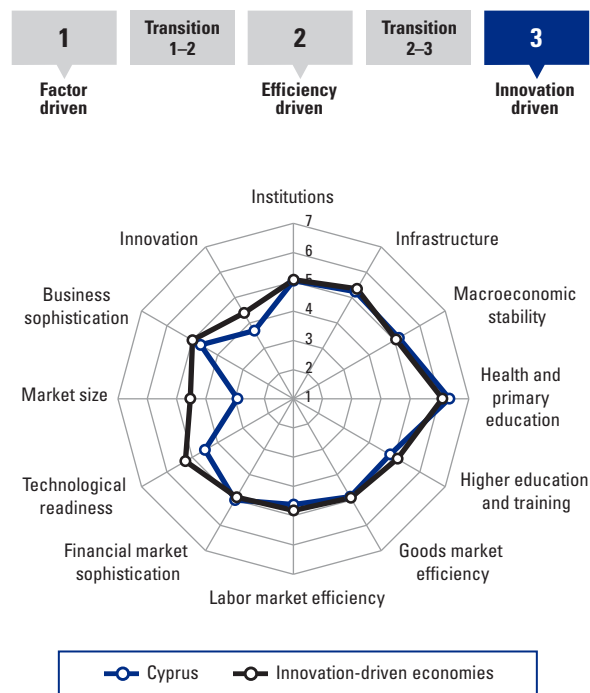 1
Transition
1–2
2
Transition
2–3
3
Factor
driven
Efficiency
driven
Innovation
driven
Institutions
7
Innovation
Infrastructure
6
5
Business
sophistication
Macroeconomic
stability
4
3
2
Market size
1
Health and
primary
education
Technological
readiness
Higher education
and training
Financial market
sophistication
Goods market
efficiency
Labor market efficiency
Cyprus
Innovation-driven economies